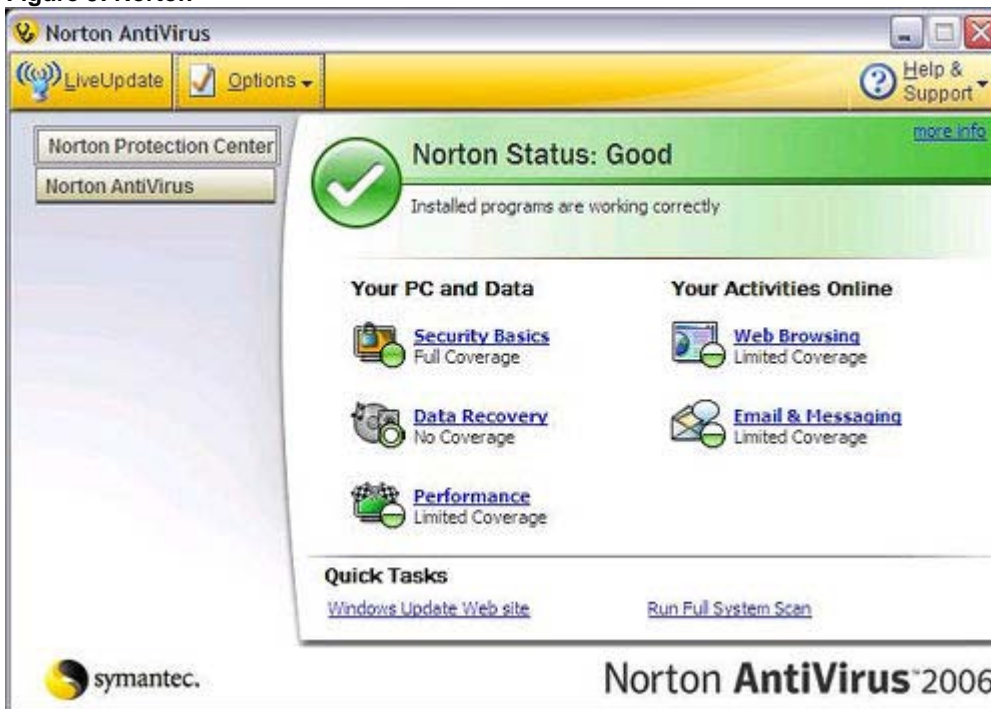 Norton AntiVirus
LiveUpdate Options Help & Support
Norton Protection Center
Norton AntiVirus
more info
Norton Status: Good
Installed programs are working correctly
Your PC and Data
Your Activities Online
Security Basics
Full Coverage
Web Browsing
Limited Coverage
Data Recovery
No Coverage
Email & Messaging
Limited Coverage
Performance
Limited Coverage
Quick Tasks
Windows Update Web site
Run Full System Scan
symantec.
Norton AntiVirus 2006